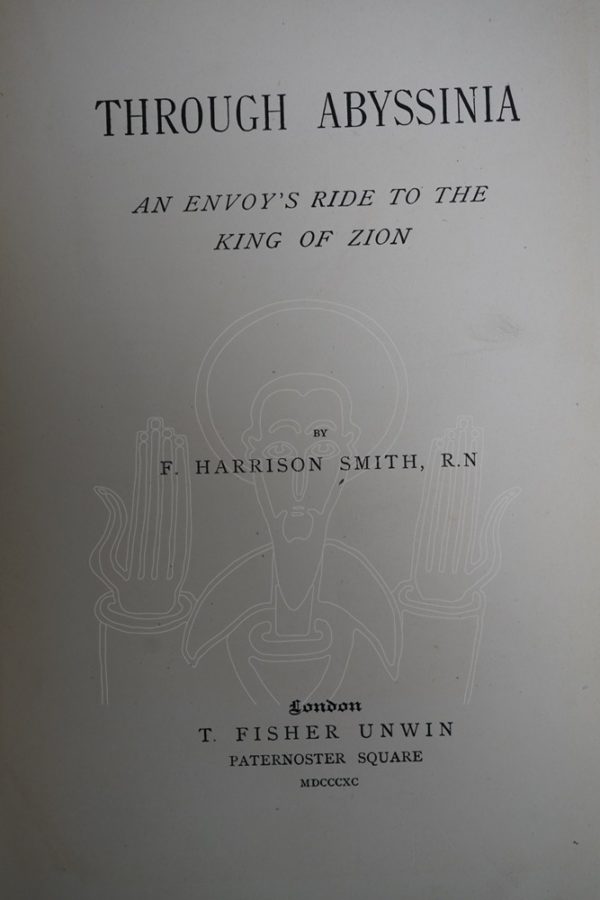 THROUGH ABYSSINIA
AN ENVOY'S RIDE TO THE
KING OF ZION
BY
F. HARRISON SMITH, R.N
London
T. FISHER UNWIN
PATERNOSTER SQUARE
MDCCCXC